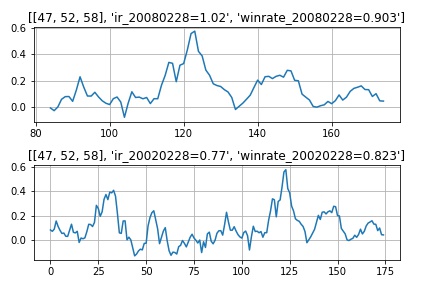 [[47, 52, 58], 'ir_20080228=1.02', 'winrate_20080228=0.903']
0.6
0.4
0.2
0.0
80 100 120 140 160
[[47, 52, 58], 'ir_20020228=0.77', 'winrate_20020228=0.823']
0.6
0.4
0.2
0.0
0 25 50 75 100 125 150 175